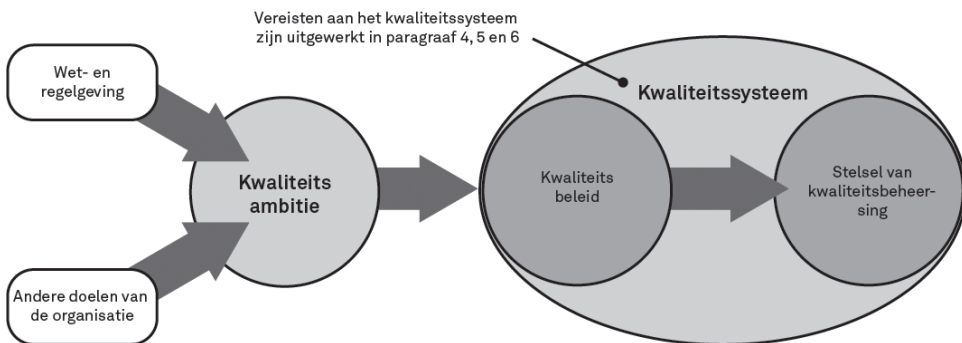 Vereisten aan het kwaliteitssysteem
zijn uitgewerkt in paragraaf 4, 5 en 6
Wet- en
regelgeving
Andere doelen van
de organisatie
Kwaliteits
ambitie
Kwaliteitssysteem
Kwaliteits
beleid
Stelsel van
kwaliteitsbeheer-
sing